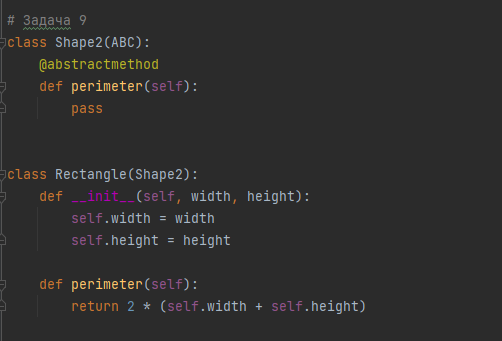 # Задача 9
class Shape2(ABC):
    @abstractmethod
    def perimeter(self):
        pass
class Rectangle(Shape2):
    def __init__(self, width, height):
        self.width = width
        self.height = height
    def perimeter(self):
        return 2 * (self.width + self.height)